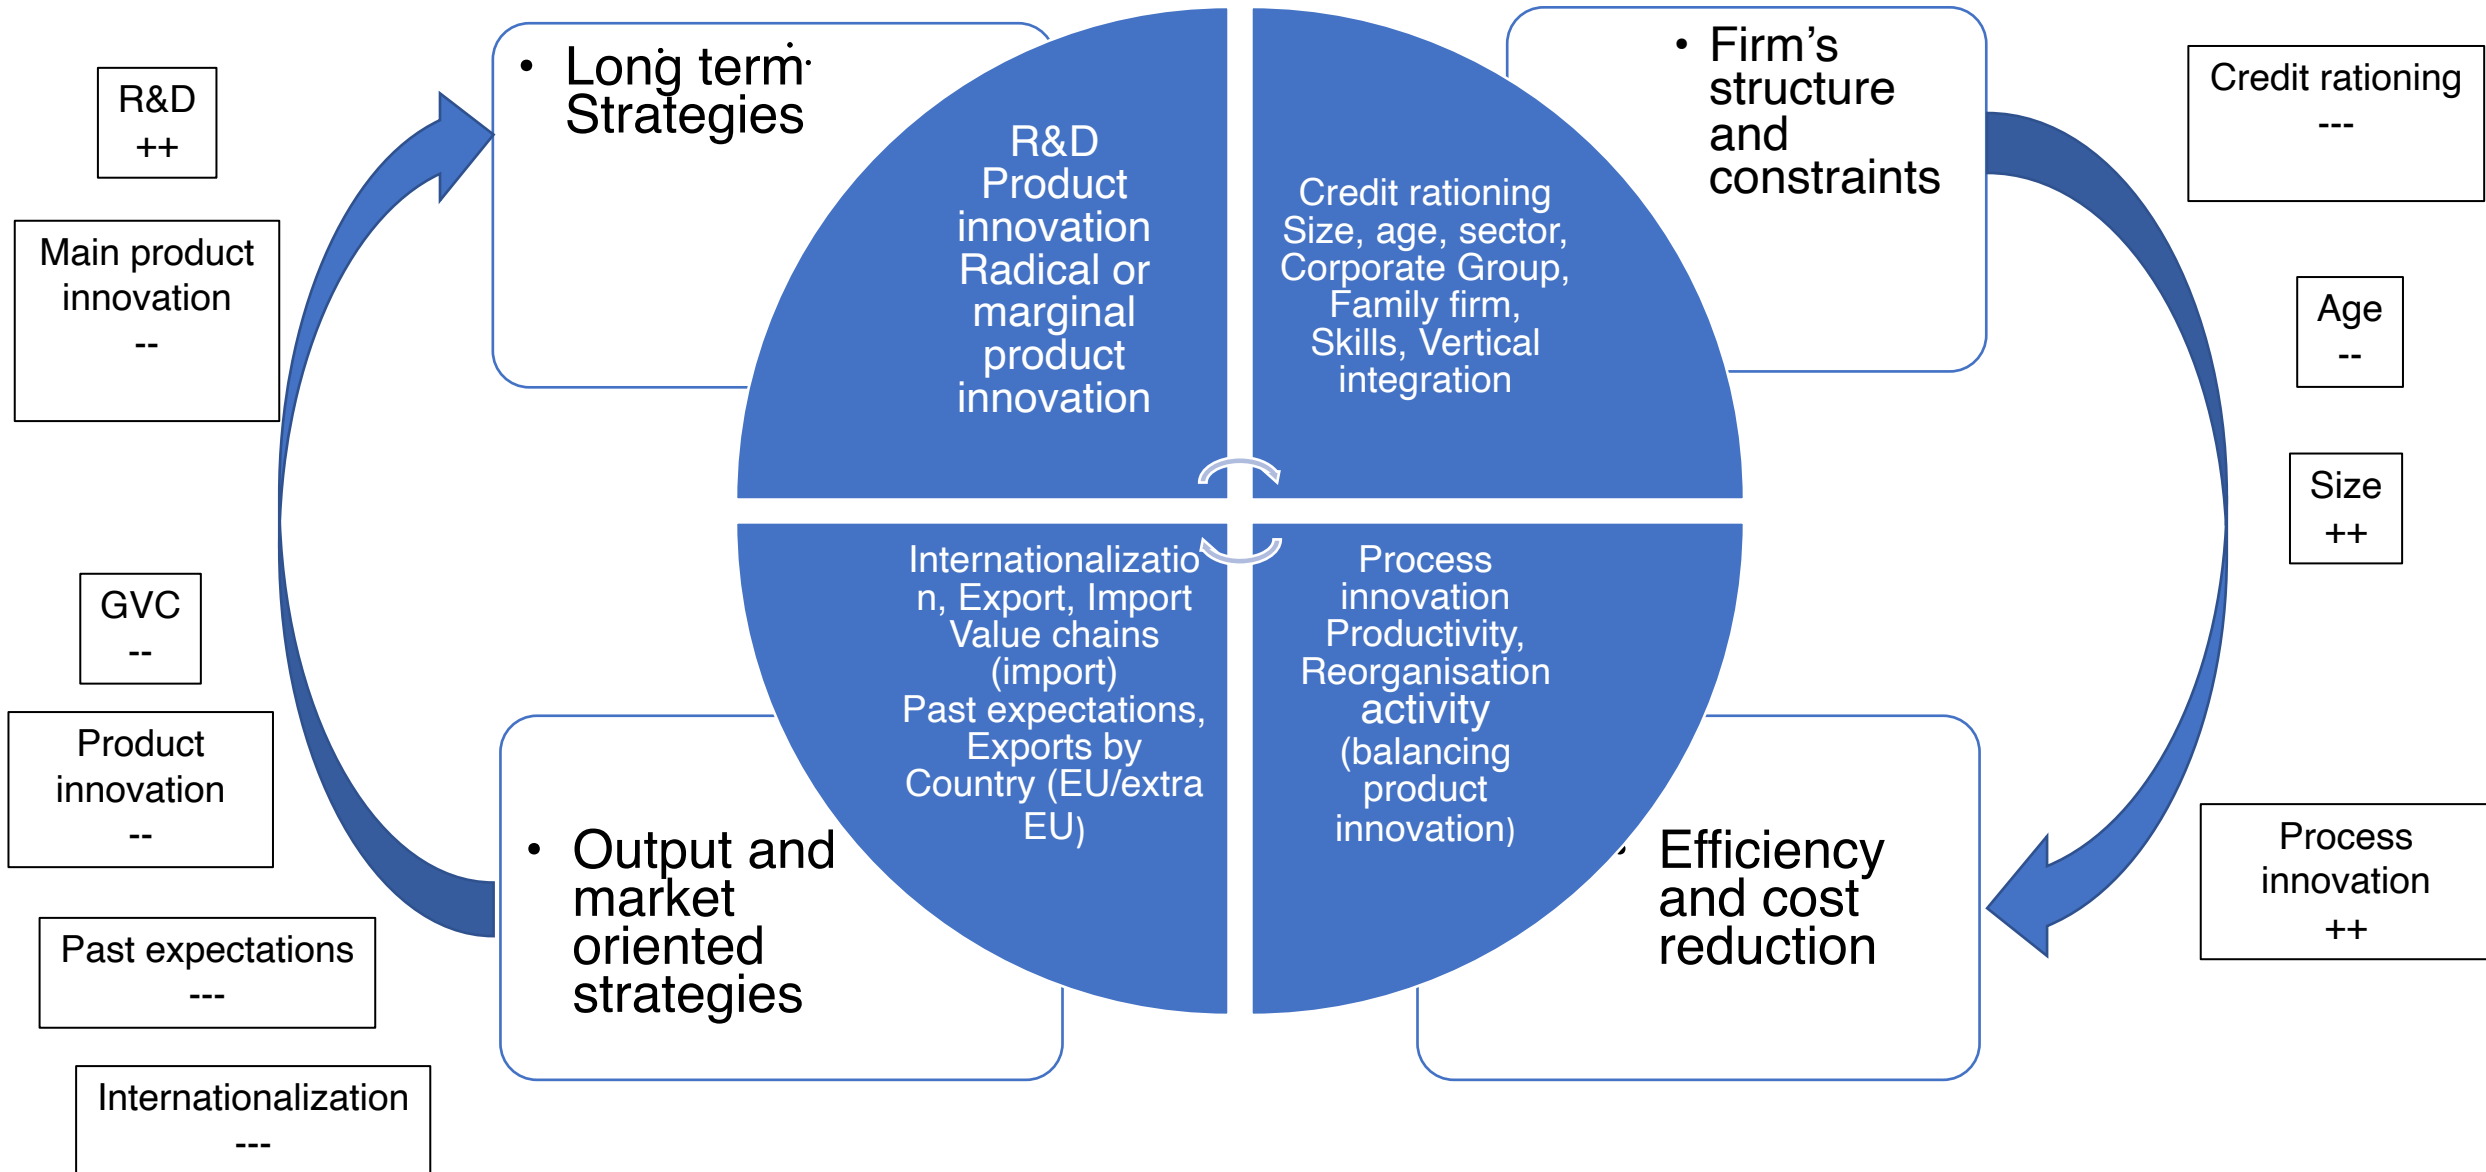 R&D
++
Main product
innovation
--
GVC
--
Product
innovation
--
Past expectations
---
Internationalization
---
• Long term
Strategies
R&D
Product
innovation
Radical or
marginal
product
innovation
Credit rationing
Size, age, sector,
Corporate Group,
Family firm,
Skills, Vertical
integration
• Firm’s
structure
and
constraints
Internationalizatio
n, Export, Import
Value chains
(import)
Past expectations,
Exports by
Country (EU/extra
EU)
• Output and
market
oriented
strategies
Process
innovation
Productivity,
Reorganisation
activity
(balancing
product
innovation)
• Efficiency
and cost
reduction
Credit rationing
---
Age
--
Size
++
Process
innovation
++